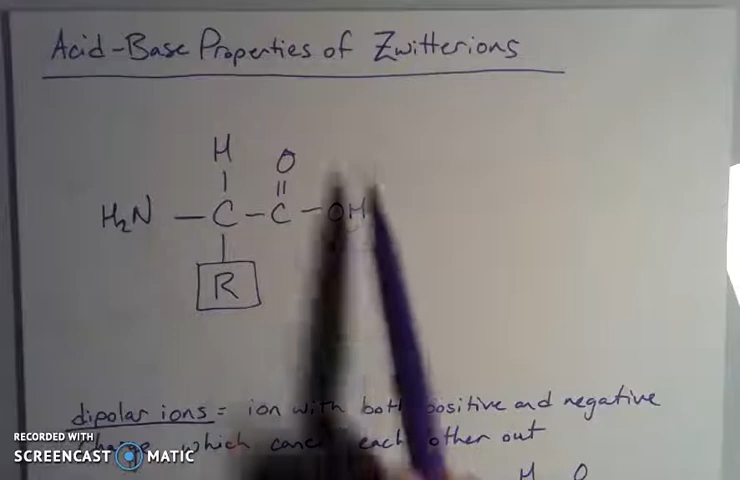 Acid-Base Properties of Zwitterions
H O
H₂N - C - C - OH
R
dipolar ions = ion with both positive and negative
which each other out
H O
RECORDED WITH
SCREENCAST MATIC